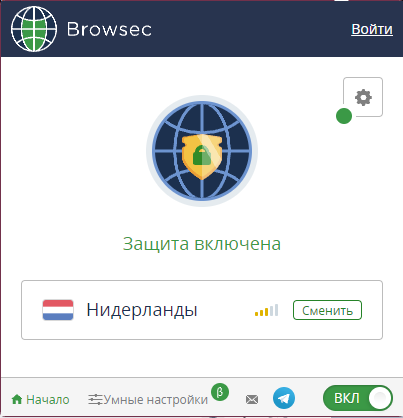 Browsec
Войти
Защита включена
Нидерланды
Сменить
Начало
Умные настройки β
ВКЛ